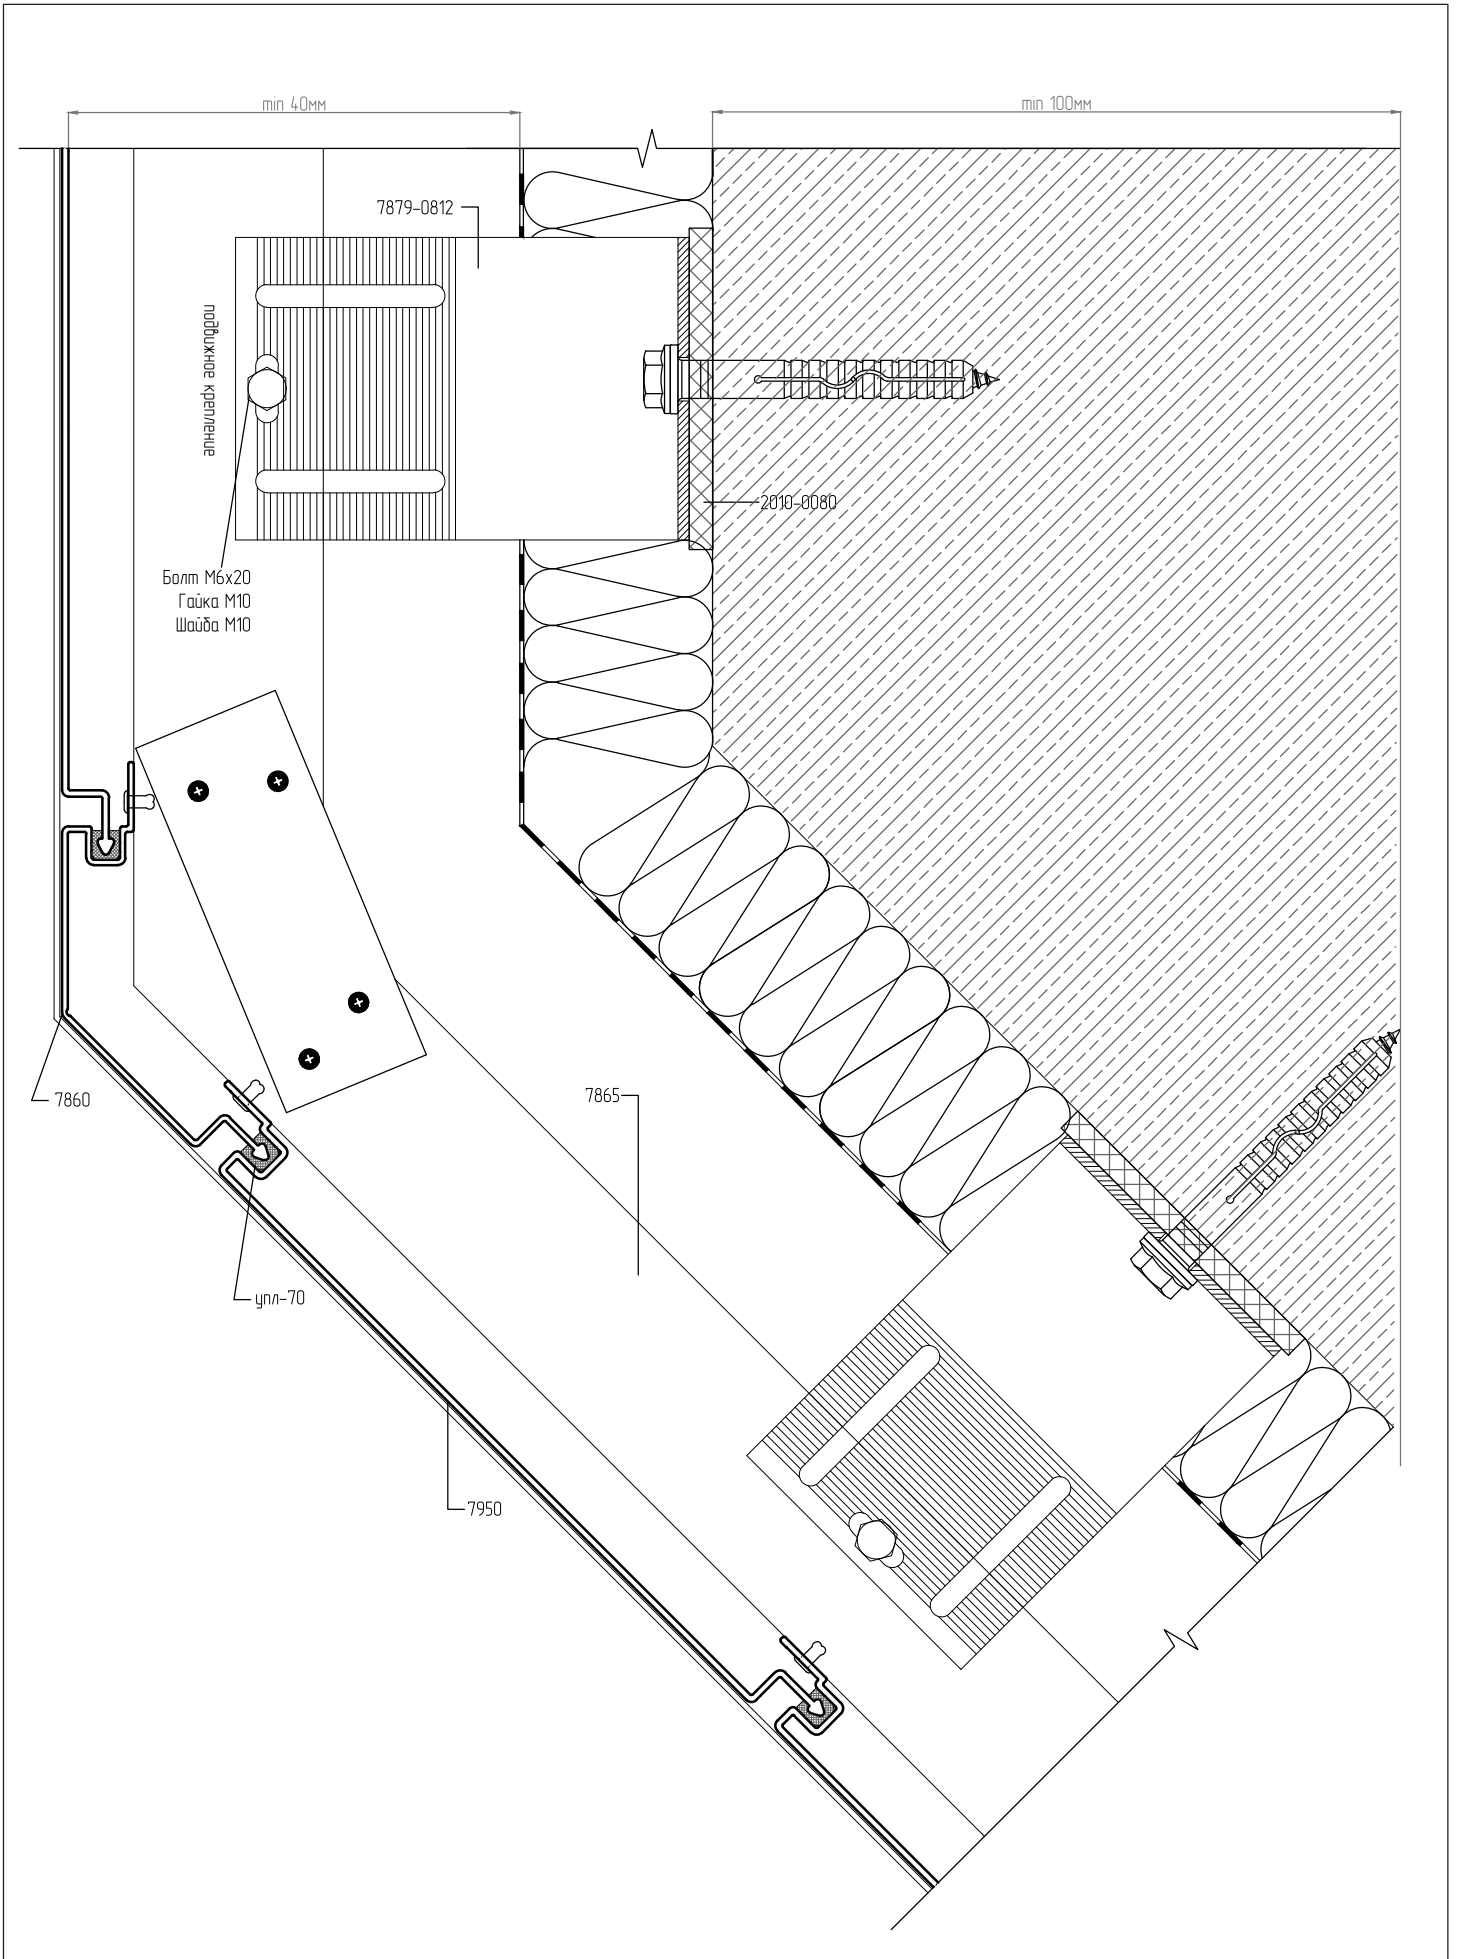 min 40мм
min 100мм
7879-0812
подвижное крепление
2010-0080
Болт М6х20
Гайка М10
Шайба М10
7860
7865
упл-70
7950